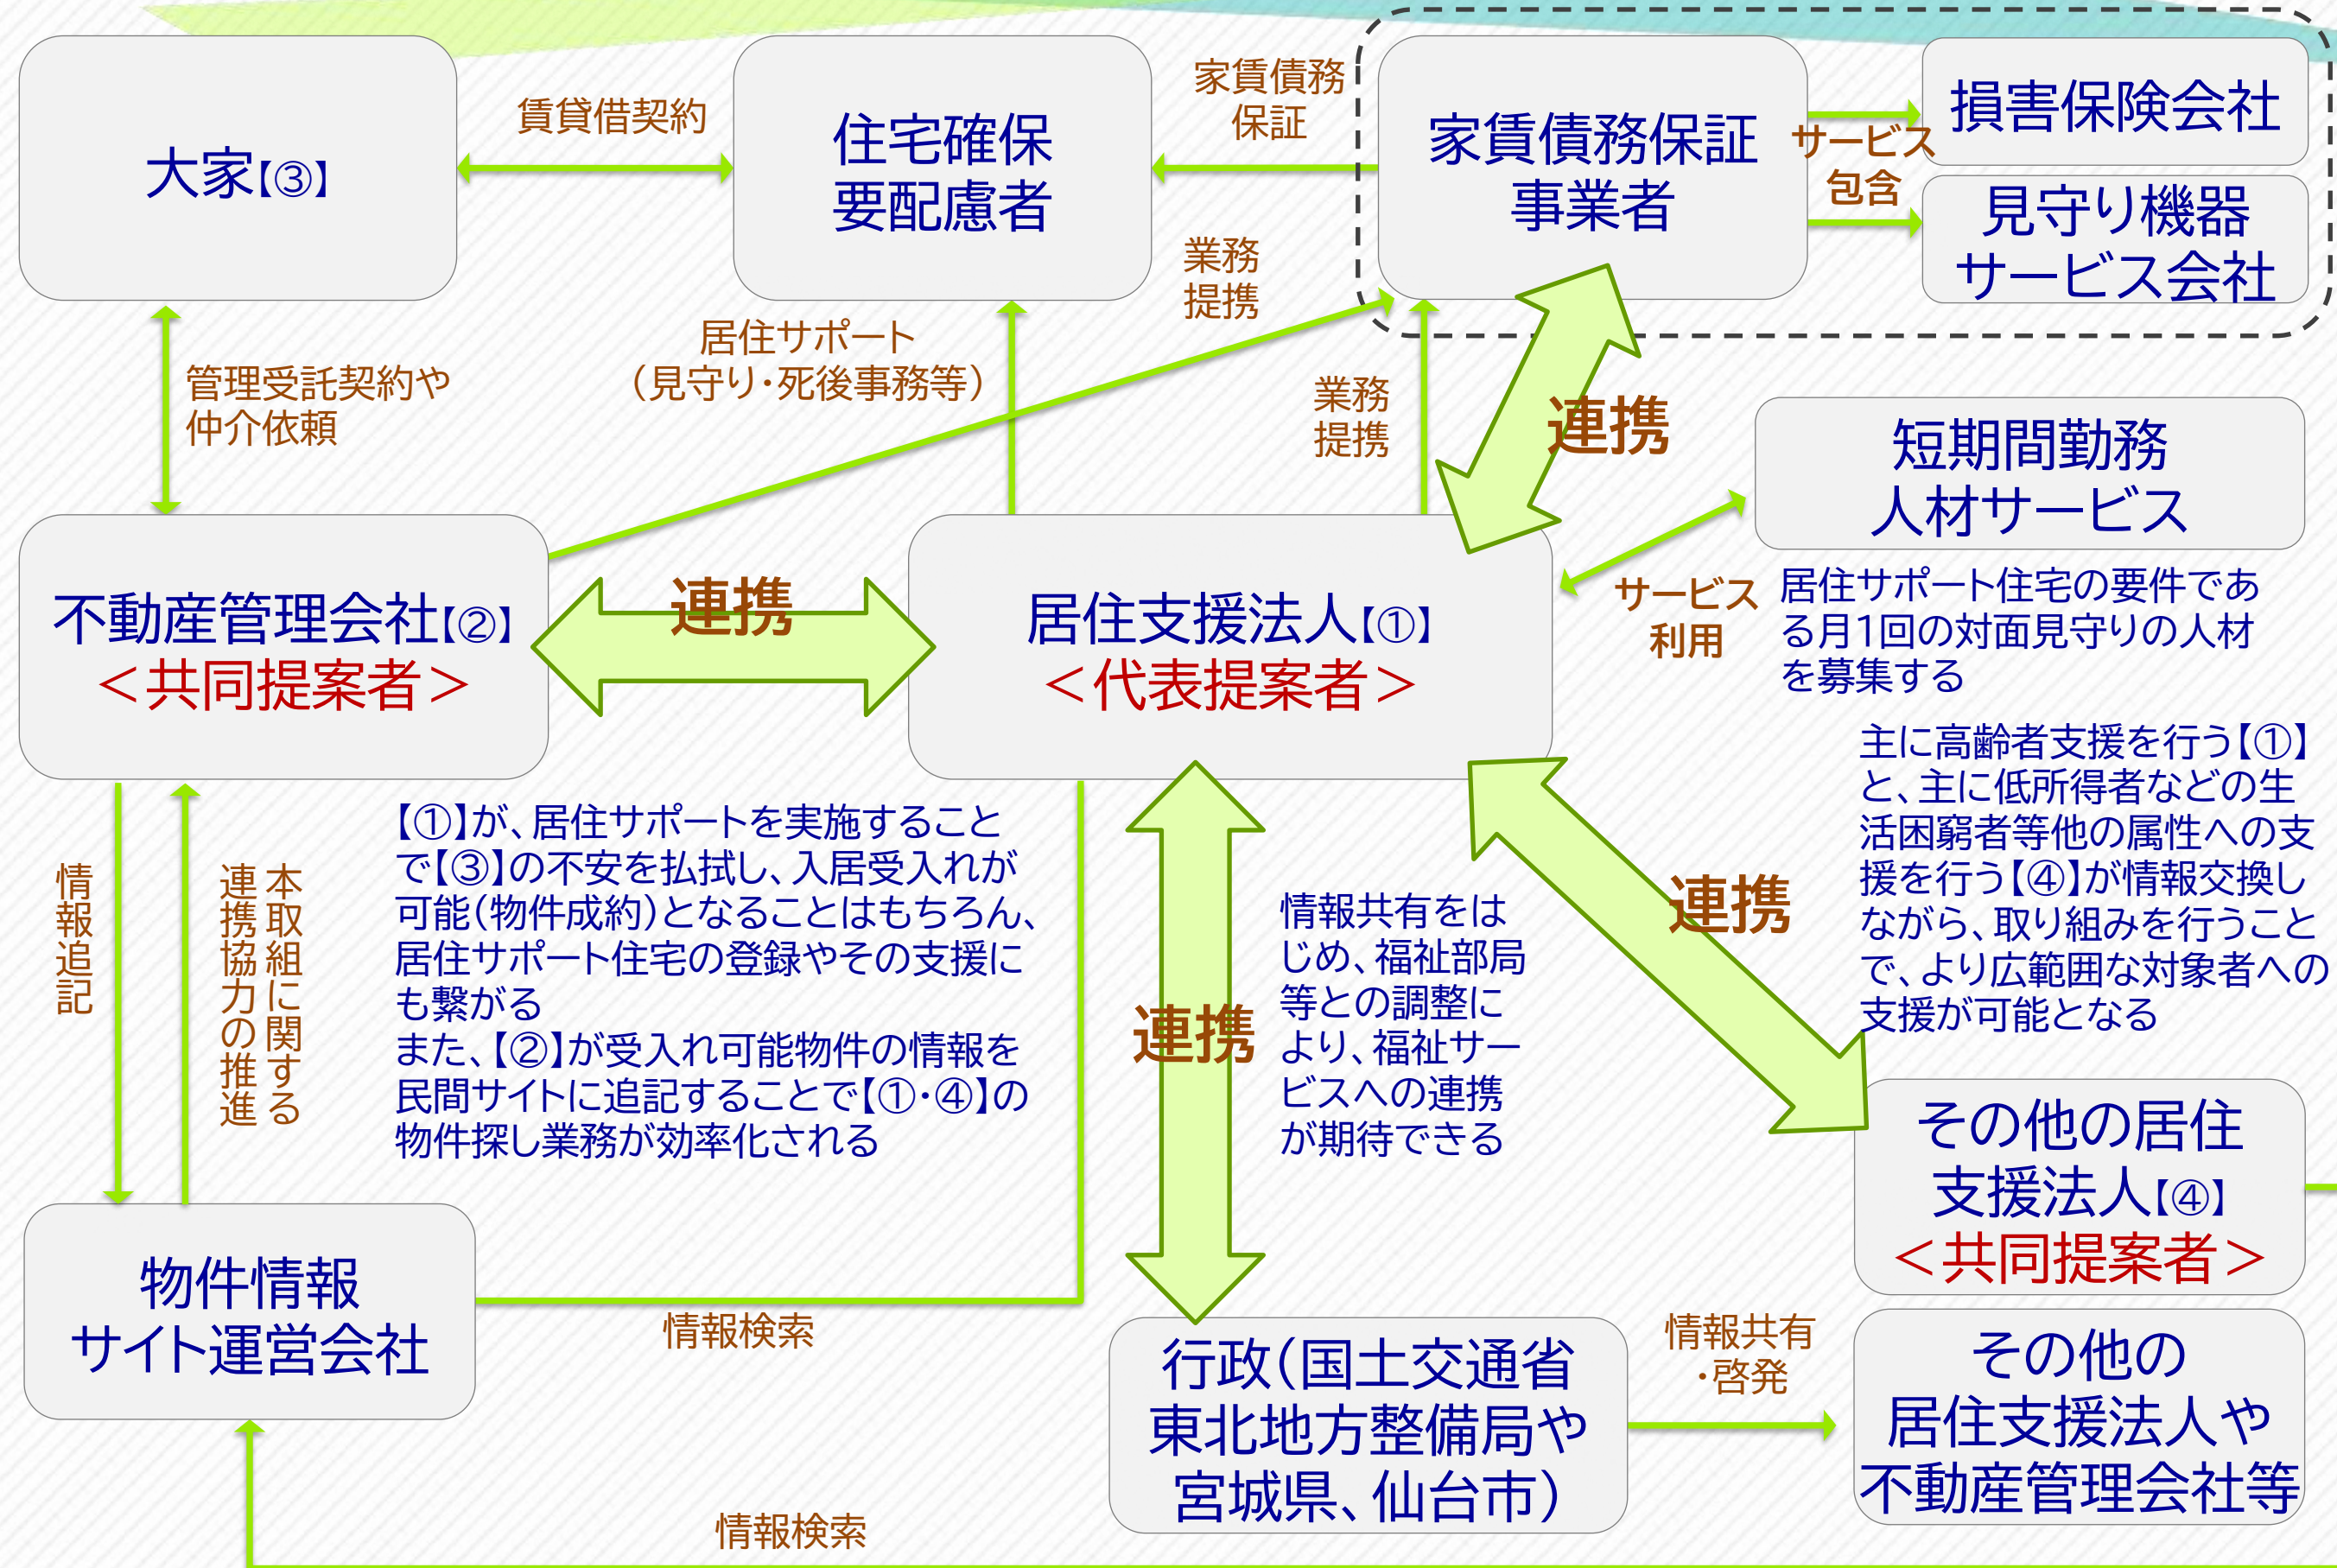 大家【③】
賃貸借契約
住宅確保
要配慮者
家賃債務
保証
家賃債務保証
事業者
サービス
包含
損害保険会社
見守り機器
サービス会社
管理受託契約や
仲介依頼
居住サポート
（見守り・死後事務等）
業務
提携
業務
提携
連携
短期間勤務
人材サービス
不動産管理会社【②】
＜共同提案者＞
連携
居住支援法人【①】
＜代表提案者＞
サービス
利用
居住サポート住宅の要件であ
る月１回の対面見守りの人材
を募集する
主に高齢者支援を行う【①】
と、主に低所得者などの生
活困窮者等他の属性への支
援を行う【④】が情報交換し
ながら、取り組みを行うこと
で、より広範囲な対象者への
支援が可能となる
情報追記
本取組に関する
連携協力の推進
【①】が、居住サポートを実施すること
で【③】の不安を払拭し、入居受入れが
可能（物件成約）となることはもちろん、
居住サポート住宅の登録やその支援に
も繋がる
また、【②】が受入れ可能物件の情報を
民間サイトに追記することで【①・④】の
物件探し業務が効率化される
連携
情報共有をは
じめ、福祉部局
等との調整に
より、福祉サー
ビスへの連携
が期待できる
連携
その他の居住
支援法人【④】
＜共同提案者＞
物件情報
サイト運営会社
情報検索
行政（国土交通省
東北地方整備局や
宮城県、仙台市）
情報共有
・啓発
その他の
居住支援法人や
不動産管理会社等
情報検索